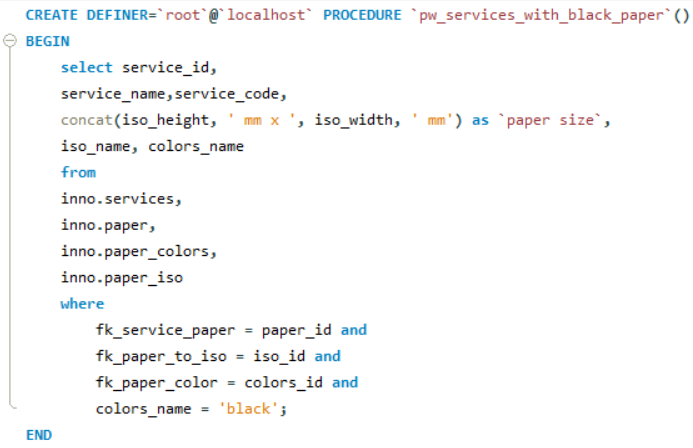 CREATE DEFINER=`root`@`localhost` PROCEDURE `pw_services_with_black_paper`()
BEGIN
select service_id,
service_name,service_code,
concat(iso_height, ' mm x ', iso_width, ' mm') as `paper size`,
iso_name, colors_name
from
inno.services,
inno.paper,
inno.paper_colors,
inno.paper_iso
where
fk_service_paper = paper_id and
fk_paper_to_iso = iso_id and
fk_paper_color = colors_id and
colors_name = 'black';
END